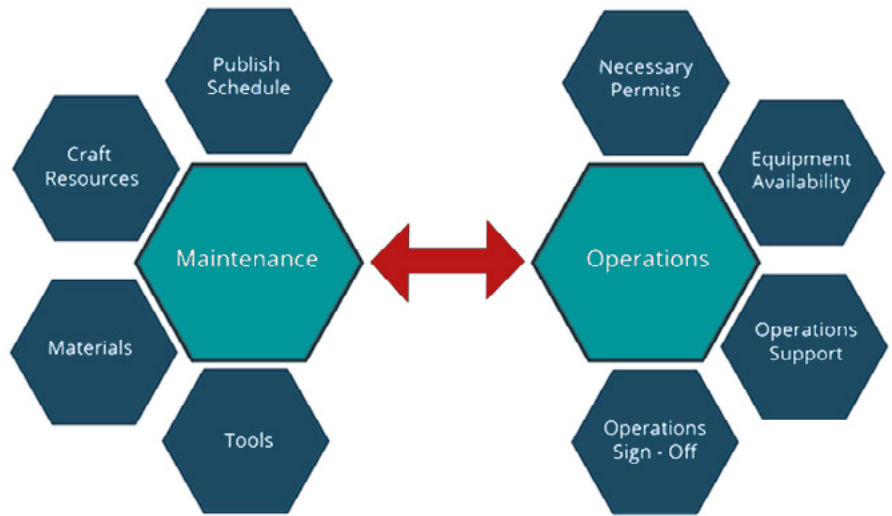 Publish
Schedule
Craft
Resources
Maintenance
Materials
Tools
Necessary
Permits
Equipment
Availability
Operations
Operations
Support
Operations
Sign - Off